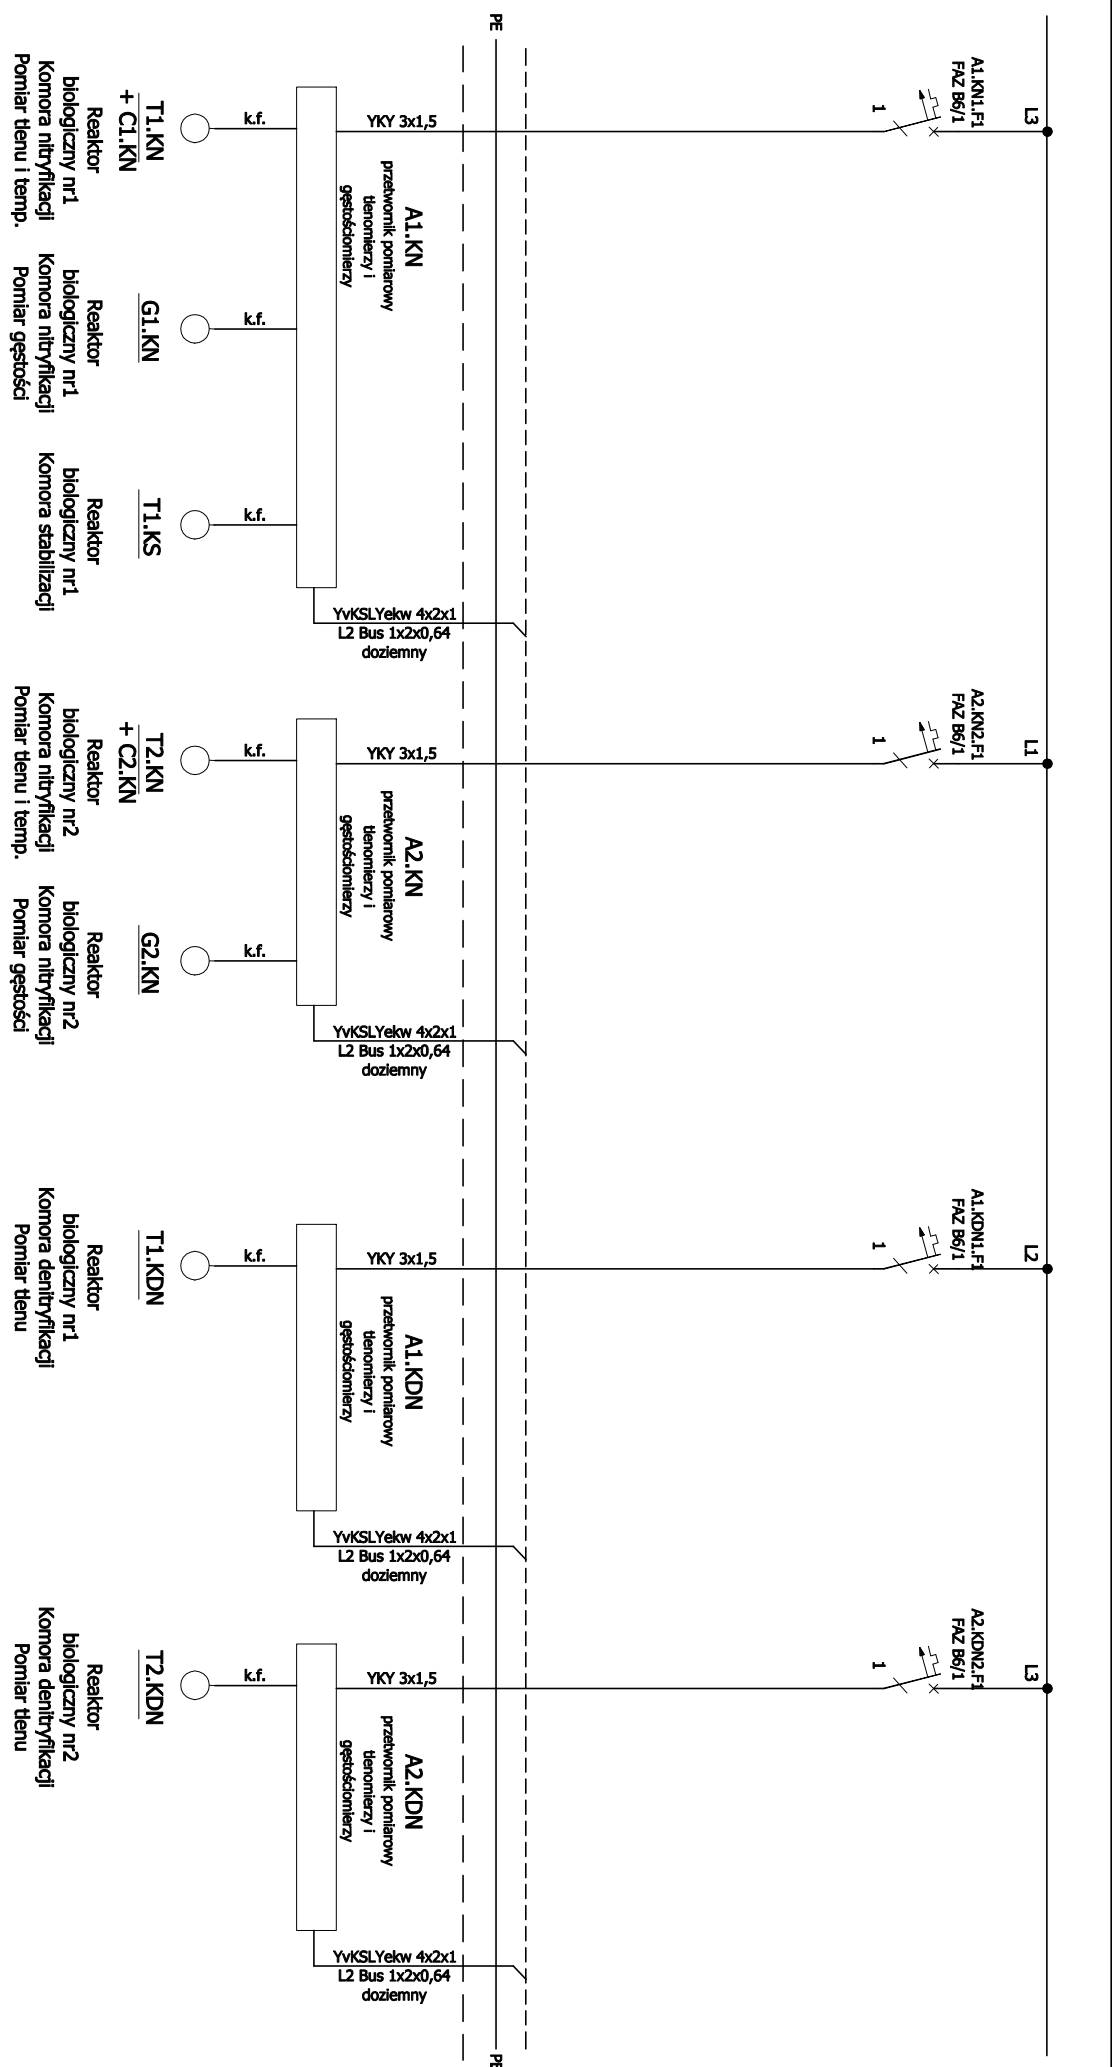 L3
A1.KN1.F1
FAZ B6/1
1
L1
A2.KN2.F1
FAZ B6/1
1
L2
A1.KDN1.F1
FAZ B6/1
1
L3
A2.KDN2.F1
FAZ B6/1
1
PE
PE
YKY 3x1,5
A1.KN
przetwornik pomiarowy
tlenomierzy i
gęstościomierzy
YvKSLYekw 4x2x1
L2 Bus 1x2x0,64
doziemny
YKY 3x1,5
A2.KN
przetwornik pomiarowy
tlenomierzy i
gęstościomierzy
YvKSLYekw 4x2x1
L2 Bus 1x2x0,64
doziemny
YKY 3x1,5
A1.KDN
przetwornik pomiarowy
tlenomierzy i
gęstościomierzy
YvKSLYekw 4x2x1
L2 Bus 1x2x0,64
doziemny
YKY 3x1,5
A2.KDN
przetwornik pomiarowy
tlenomierzy i
gęstościomierzy
YvKSLYekw 4x2x1
L2 Bus 1x2x0,64
doziemny
k.f.
k.f.
k.f.
k.f.
k.f.
k.f.
k.f.
T1.KN
+ C1.KN
Reaktor
biologiczny nr1
Komora nitryfikacji
Pomiar tlenu i temp.
G1.KN
Reaktor
biologiczny nr1
Komora nitryfikacji
Pomiar gęstości
T1.KS
Reaktor
biologiczny nr1
Komora stabilizacji
T2.KN
+ C2.KN
Reaktor
biologiczny nr2
Komora nitryfikacji
Pomiar tlenu i temp.
G2.KN
Reaktor
biologiczny nr2
Komora nitryfikacji
Pomiar gęstości
T1.KDN
Reaktor
biologiczny nr1
Komora denitryfikacji
Pomiar tlenu
T2.KDN
Reaktor
biologiczny nr2
Komora denitryfikacji
Pomiar tlenu